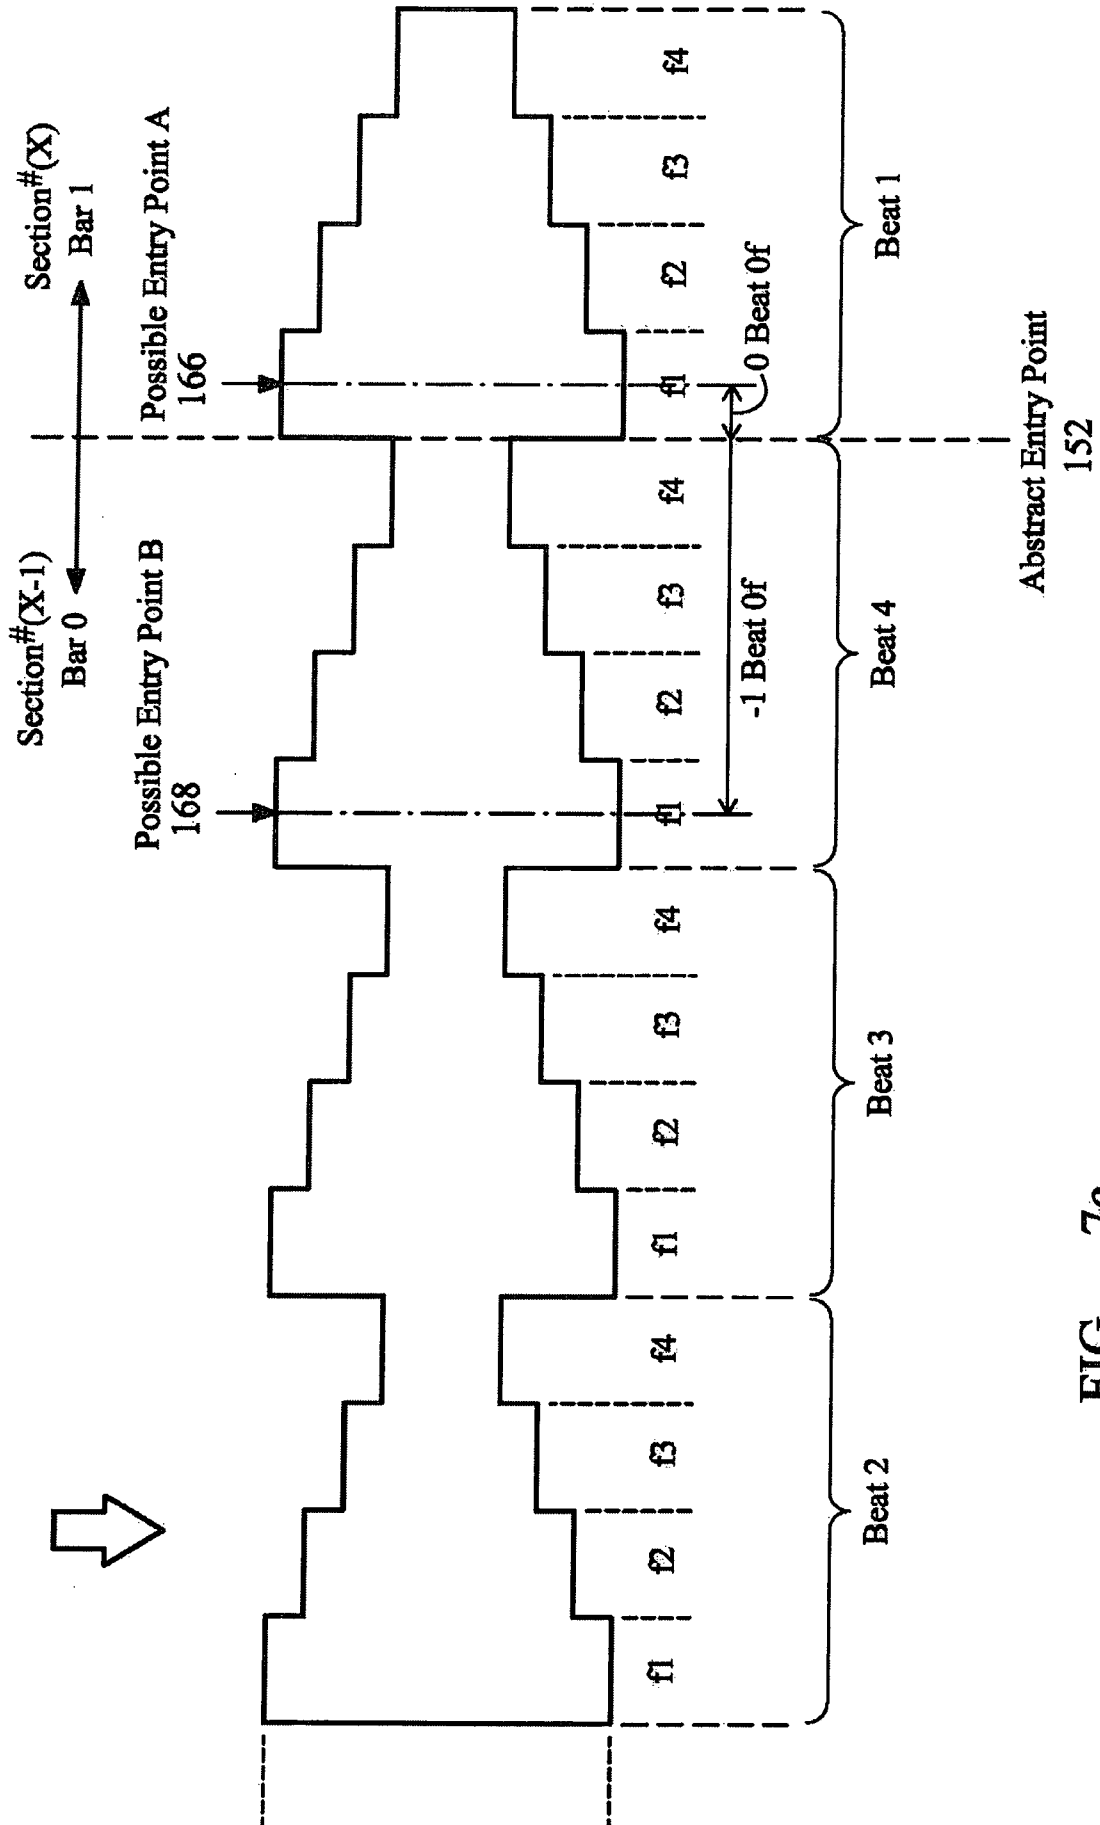 Section#(X-1)
Section#(X)
Bar 0
Bar 1
Possible Entry Point B
168
Possible Entry Point A
166
f1
f2
f3
f4
f1
f2
f3
f4
f1
f2
f3
f4
f1
f2
f3
f4
-1 Beat 0f
0 Beat 0f
Beat 2
Beat 3
Beat 4
Beat 1
Abstract Entry Point
152